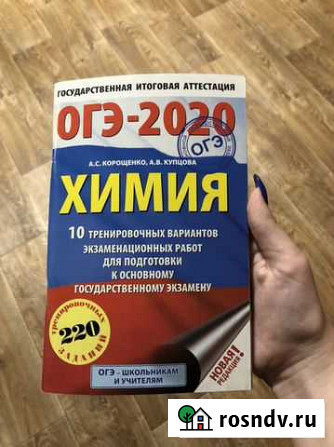 ГОСУДАРСТВЕННАЯ ИТОГОВАЯ АТТЕСТАЦИЯ
ОГЭ-2020
ОГЭ
А.С. КОРОЩЕНКО, А.В. КУПЦОВА
ХИМИЯ
10 ТРЕНИРОВОЧНЫХ ВАРИАНТОВ
ЭКЗАМЕНАЦИОННЫХ РАБОТ
ДЛЯ ПОДГОТОВКИ
К ОСНОВНОМУ
ГОСУДАРСТВЕННОМУ ЭКЗАМЕНУ
тренировочных
220
ЗАДАНИЙ
НОВАЯ
РЕДАКЦИЯ!
ОГЭ - ШКОЛЬНИКАМ
И УЧИТЕЛЯМ
rosndv.ru